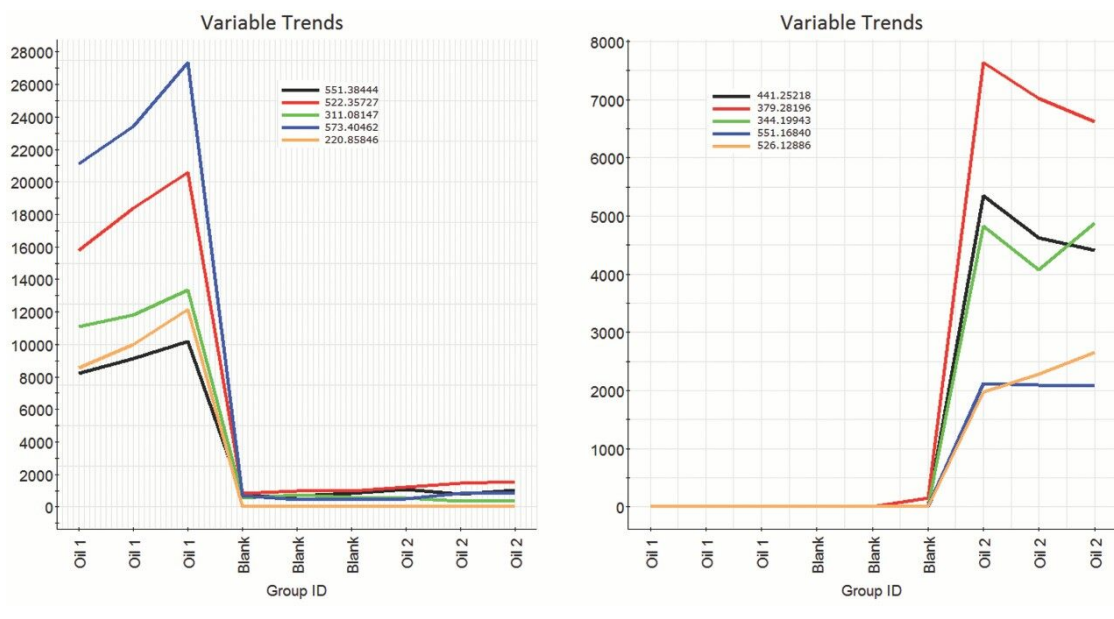 Variable Trends
28000
26000
24000
22000
20000
18000
16000
14000
12000
10000
8000
6000
4000
2000
0
551.38444
522.35727
311.08147
573.40462
220.85846
Oil 1
Oil 1
Oil 1
Blank
Blank
Blank
Oil 2
Oil 2
Oil 2
Group ID
Variable Trends
8000
7000
6000
5000
4000
3000
2000
1000
0
441.25218
379.28196
344.19943
551.16840
526.12886
Oil 1
Oil 1
Oil 1
Blank
Blank
Blank
Oil 2
Oil 2
Oil 2
Group ID